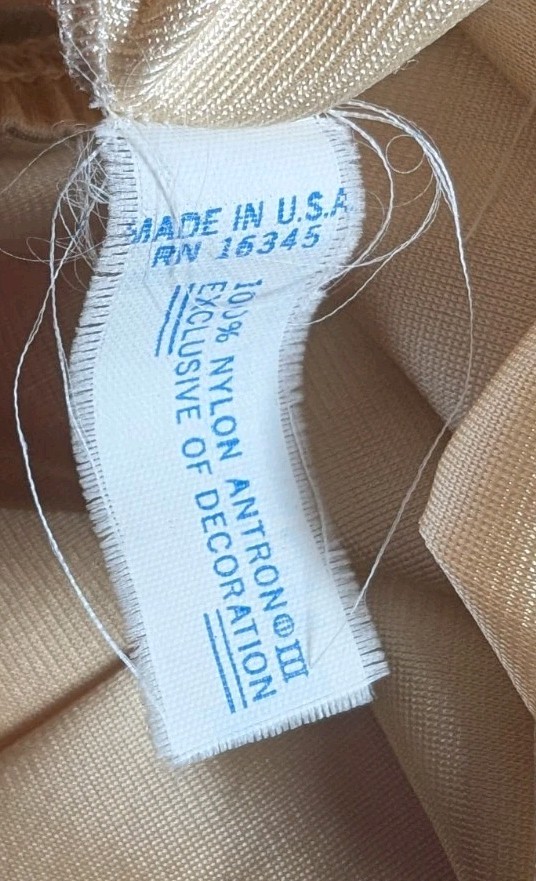 MADE IN U.S.A.
RN 16345
100% NYLON ANTRON® III
EXCLUSIVE OF DECORATION